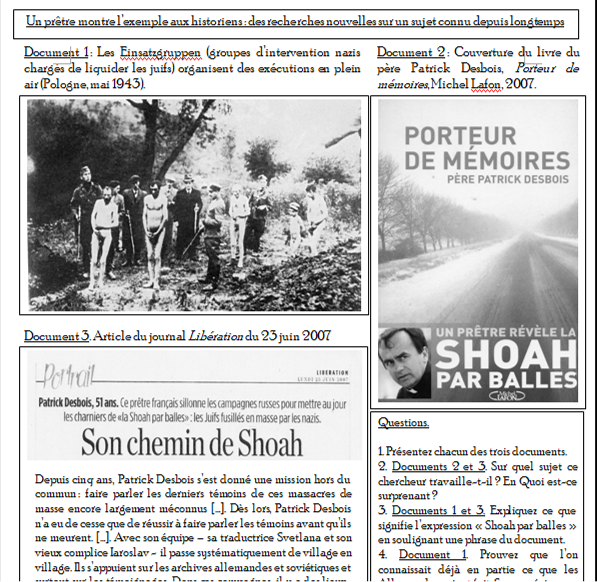 Un prêtre montre l'exemple aux historiens : des recherches nouvelles sur un sujet connu depuis longtemps
Document 1: Les Einsatzgruppen (groupes d'intervention nazis
chargés de liquider les juifs) organisent des exécutions en plein
air (Pologne, mai 1943).
Document 2 : Couverture du livre du
père Patrick Desbois, Porteur de
mémoires, Michel Lafon, 2007.
PORTEUR
DE MÉMOIRES
PÈRE PATRICK DESBOIS
UN PRÊTRE RÉVÈLE LA
SHOAH
PAR BALLES
LAFON
Document 3. Article du journal Libération du 23 juin 2007
Portrait
LIBERATION
LUNDI 25 JUIN 2007
Patrick Desbois, 51 ans. Ce prêtre français sillonne les campagnes russes pour mettre au jour
les charniers de «la Shoah par balles» : les Juifs fusillés en masse par les nazis.
Son chemin de Shoah
Depuis cinq ans, Patrick Desbois s'est donné une mission hors du
commun : faire parler les derniers témoins de ces massacres de
masse encore largement méconnus [...]. Dès lors, Patrick Desbois
n'a eu de cesse que de réussir à faire parler les témoins avant qu'ils
ne meurent. [...]. Avec son équipe – sa traductrice Svetlana et son
vieux complice Iaroslav – il passe systématiquement de village en
village. Ils s'appuient sur les archives allemandes et soviétiques et
Questions.
1. Présentez chacun des trois documents.
2. Documents 2 et 3. Sur quel sujet ce
chercheur travaille-t-il ? En Quoi est-ce
surprenant ?
3. Documents 1 et 3. Expliquez ce que
signifie l'expression « Shoah par balles »
en soulignant une phrase du document.
4. Document 1. Prouvez que l'on
connaissait déjà en partie ce que les